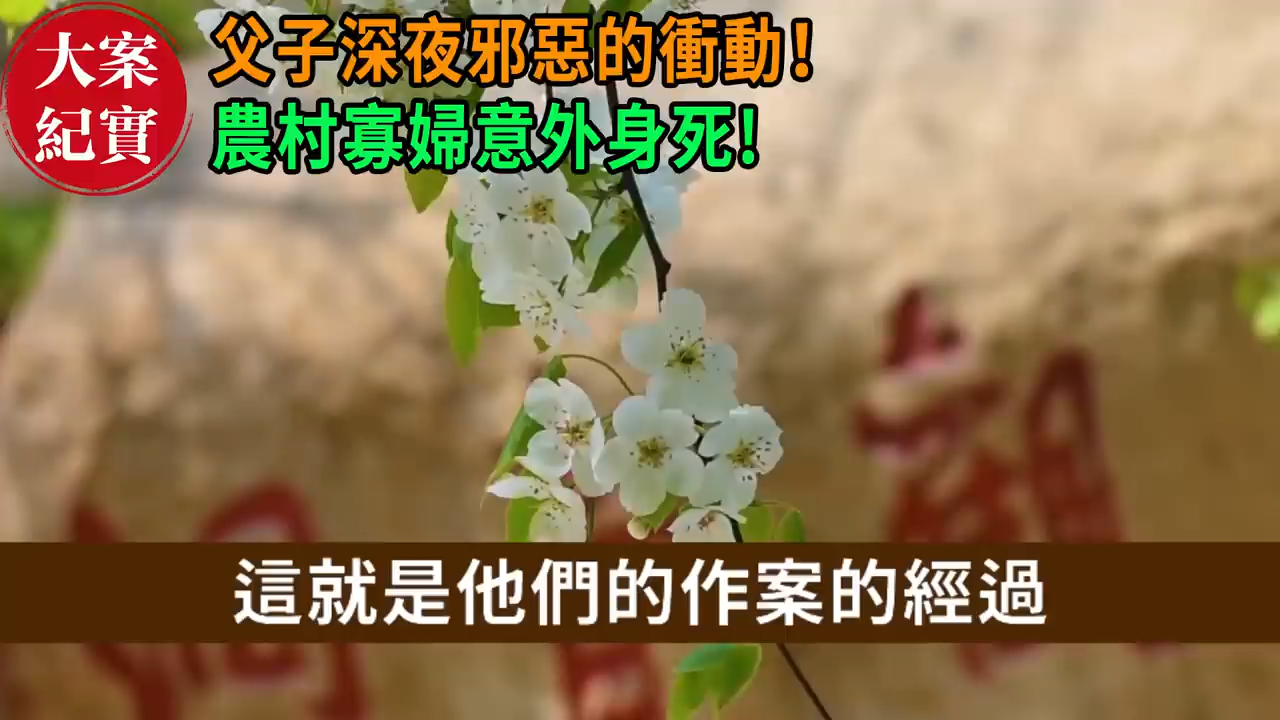 大案
紀實
父子深夜邪惡的衝動!
農村寡婦意外身死!
這就是他們的作案的經過